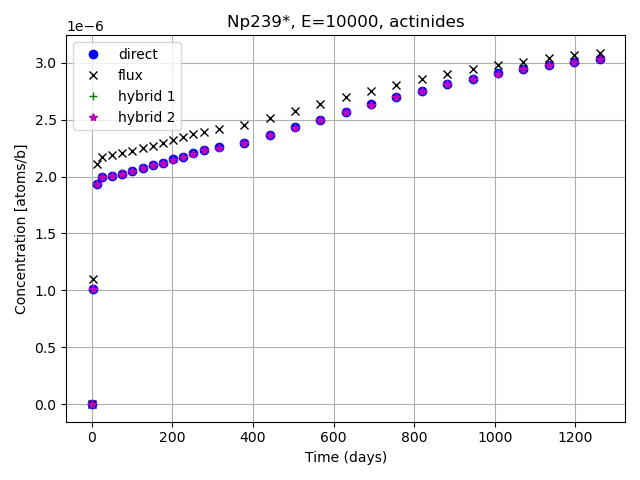 Np239*, E=10000, actinides
1e−6
direct
flux
hybrid 1
hybrid 2
3.0
2.5
2.0
1.5
1.0
0.5
0.0
Concentration [atoms/b]
0 200 400 600 800 1000 1200
Time (days)